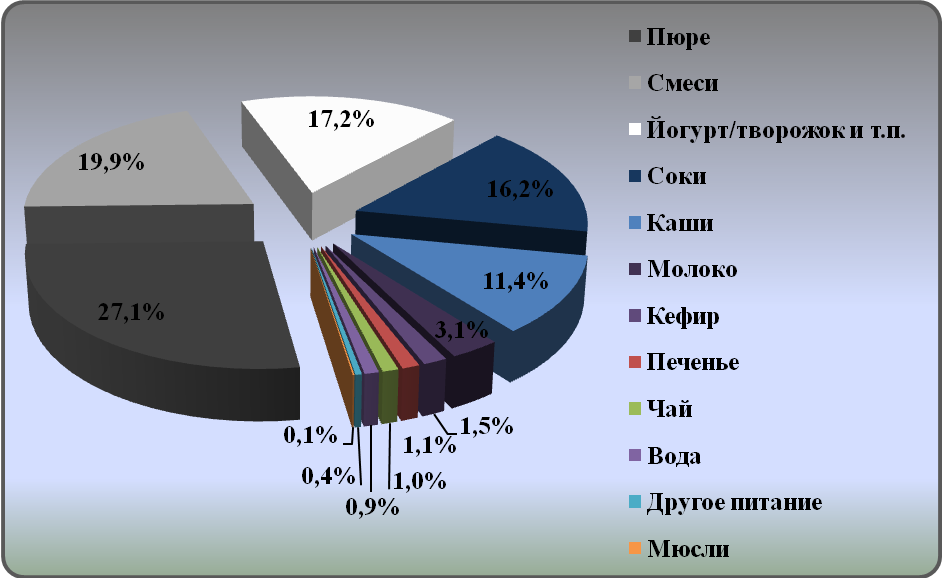 17,2%
19,9%
16,2%
11,4%
27,1%
3,1%
1,5%
0,1%
1,1%
0,4%
1,0%
0,9%
Пюре
Смеси
Йогурт/творожок и т.п.
Соки
Каши
Молоко
Кефир
Печенье
Чай
Вода
Другое питание
Мюсли